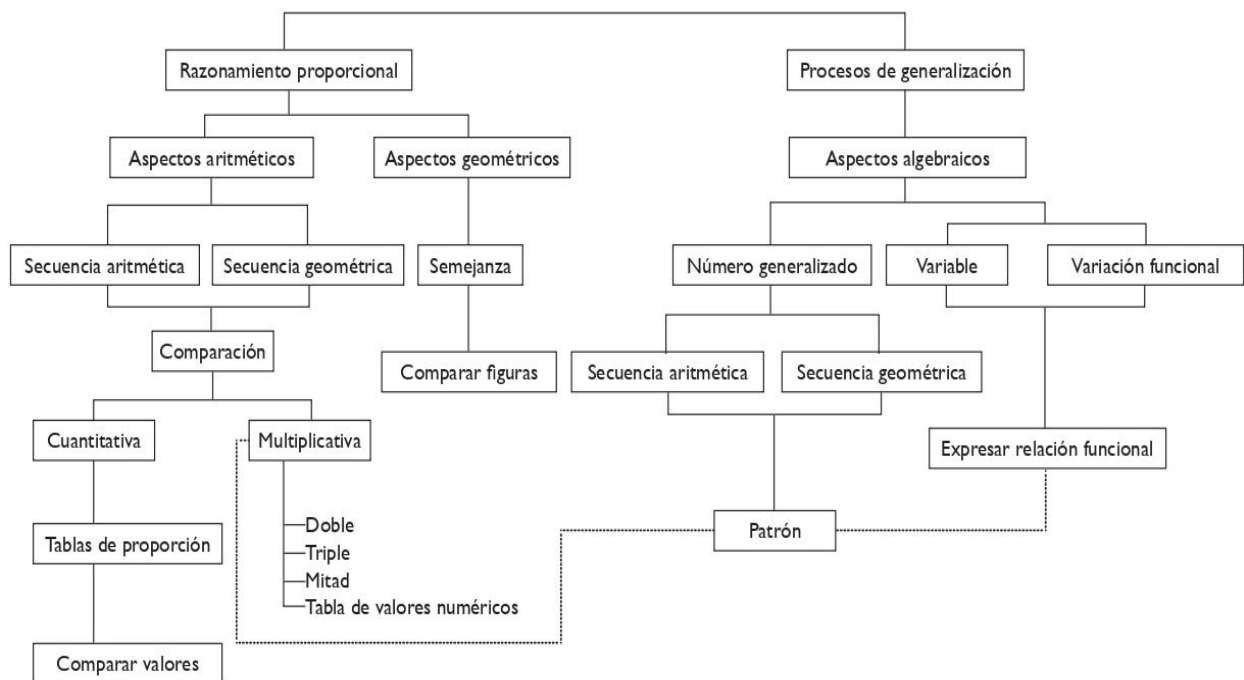 Razonamiento proporcional
Procesos de generalización
Aspectos aritméticos
Aspectos geométricos
Aspectos algebraicos
Secuencia aritmética
Secuencia geométrica
Semejanza
Número generalizado
Variable
Variación funcional
Comparación
Comparar figuras
Secuencia aritmética
Secuencia geométrica
Cuantitativa
Multiplicativa
Expresar relación funcional
Doble
Triple
Mitad
Tabla de valores numéricos
Tablas de proporción
Patrón
Comparar valores